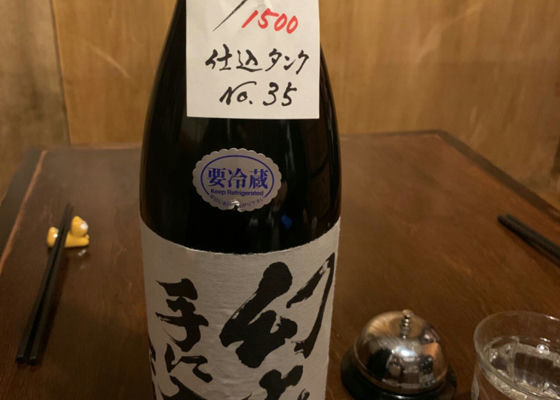 1500
仕込タンク
No. 35
要冷蔵
Keep Refrigerated
幻
手に